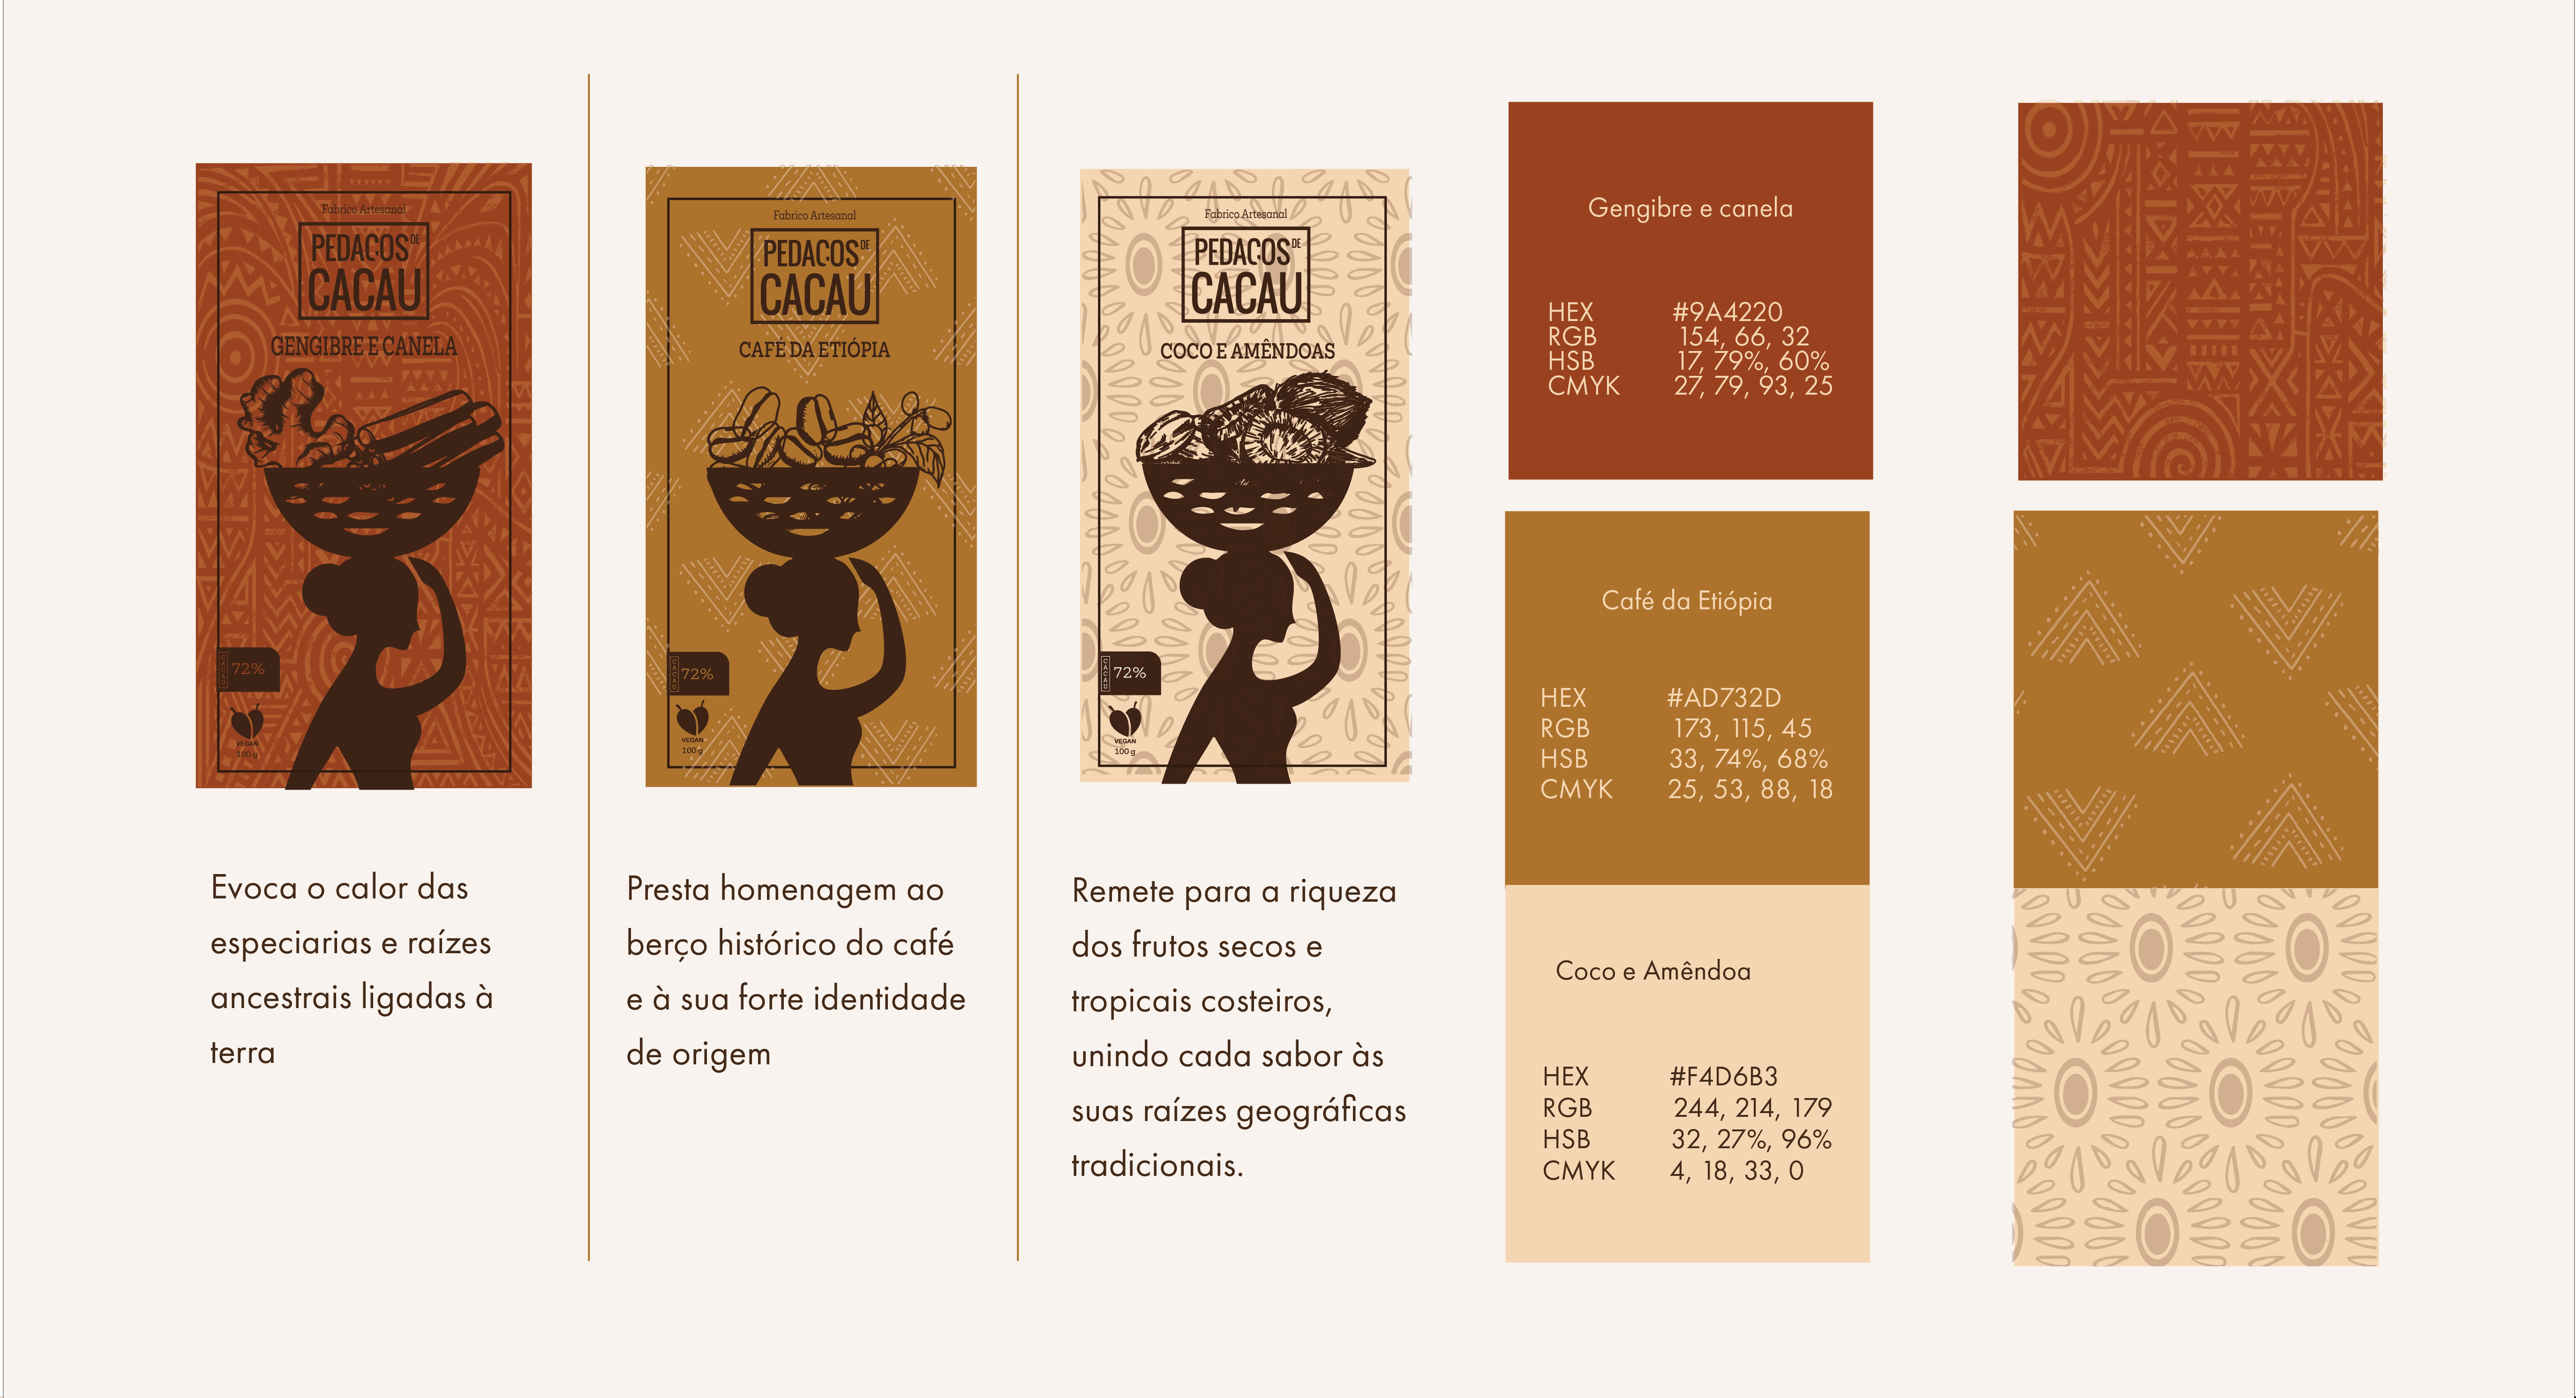 Fabrico Artesanal
PEDAÇOS DE
CACAU
GENGIBRE E CANELA
CACAU
72%
VEGAN
100 g
Evoca o calor das
especiarias e raízes
ancestrais ligadas à
terra
Fabrico Artesanal
PEDAÇOS DE
CACAU
CAFÉ DA ETIÓPIA
CACAU
72%
VEGAN
100 g
Presta homenagem ao
berço histórico do café
e à sua forte identidade
de origem
Fabrico Artesanal
PEDAÇOS DE
CACAU
COCO E AMÊNDOAS
CACAU
72%
VEGAN
100 g
Remete para a riqueza
dos frutos secos e
tropicais costeiros,
unindo cada sabor às
suas raízes geográficas
tradicionais.
Gengibre e canela
HEX #9A4220
RGB 154, 66, 32
HSB 17, 79%, 60%
CMYK 27, 79, 93, 25
Café da Etiópia
HEX #AD732D
RGB 173, 115, 45
HSB 33, 74%, 68%
CMYK 25, 53, 88, 18
Coco e Amêndoa
HEX #F4D6B3
RGB 244, 214, 179
HSB 32, 27%, 96%
CMYK 4, 18, 33, 0